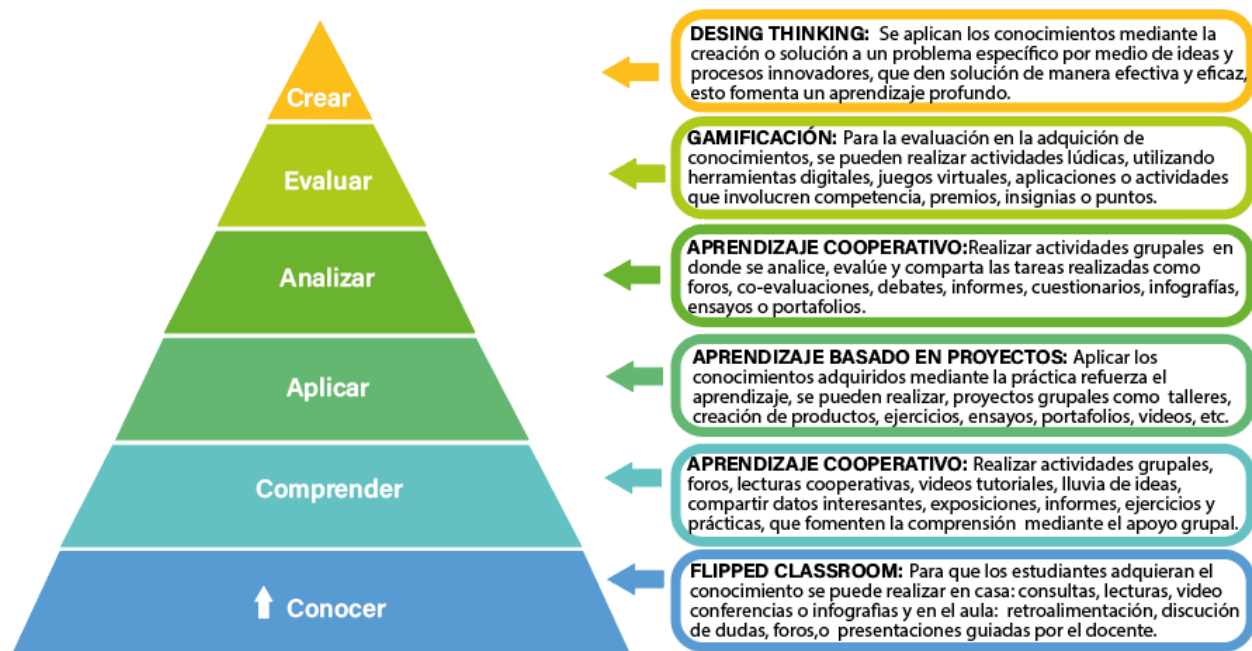 Crear
DESING THINKING: Se aplican los conocimientos mediante la
creación o solución a un problema específico por medio de ideas y
procesos innovadores, que den solución de manera efectiva y eficaz,
esto fomenta un aprendizaje profundo.
Evaluar
GAMIFICACIÓN: Para la evaluación en la adquición de
conocimientos, se pueden realizar actividades lúdicas, utilizando
herramientas digitales, juegos virtuales, aplicaciones o actividades
que involucren competencia, premios, insignias o puntos.
Analizar
APRENDIZAJE COOPERATIVO:Realizar actividades grupales en
donde se analice, evalúe y comparta las tareas realizadas como
foros, co-evaluaciones, debates, informes, cuestionarios, infografías,
ensayos o portafolios.
Aplicar
APRENDIZAJE BASADO EN PROYECTOS: Aplicar los
conocimientos adquiridos mediante la práctica refuerza el
aprendizaje, se pueden realizar, proyectos grupales como talleres,
creación de productos, ejercicios, ensayos, portafolios, videos, etc.
Comprender
APRENDIZAJE COOPERATIVO: Realizar actividades grupales,
foros, lecturas cooperativas, videos tutoriales, lluvia de ideas,
compartir datos interesantes, exposiciones, informes, ejercicios y
prácticas, que fomenten la comprensión mediante el apoyo grupal.
Conocer
FLIPPED CLASSROOM: Para que los estudiantes adquieran el
conocimiento se puede realizar en casa: consultas, lecturas, video
conferencias o infografias y en el aula: retroalimentación, discución
de dudas, foros,o presentaciones guiadas por el docente.